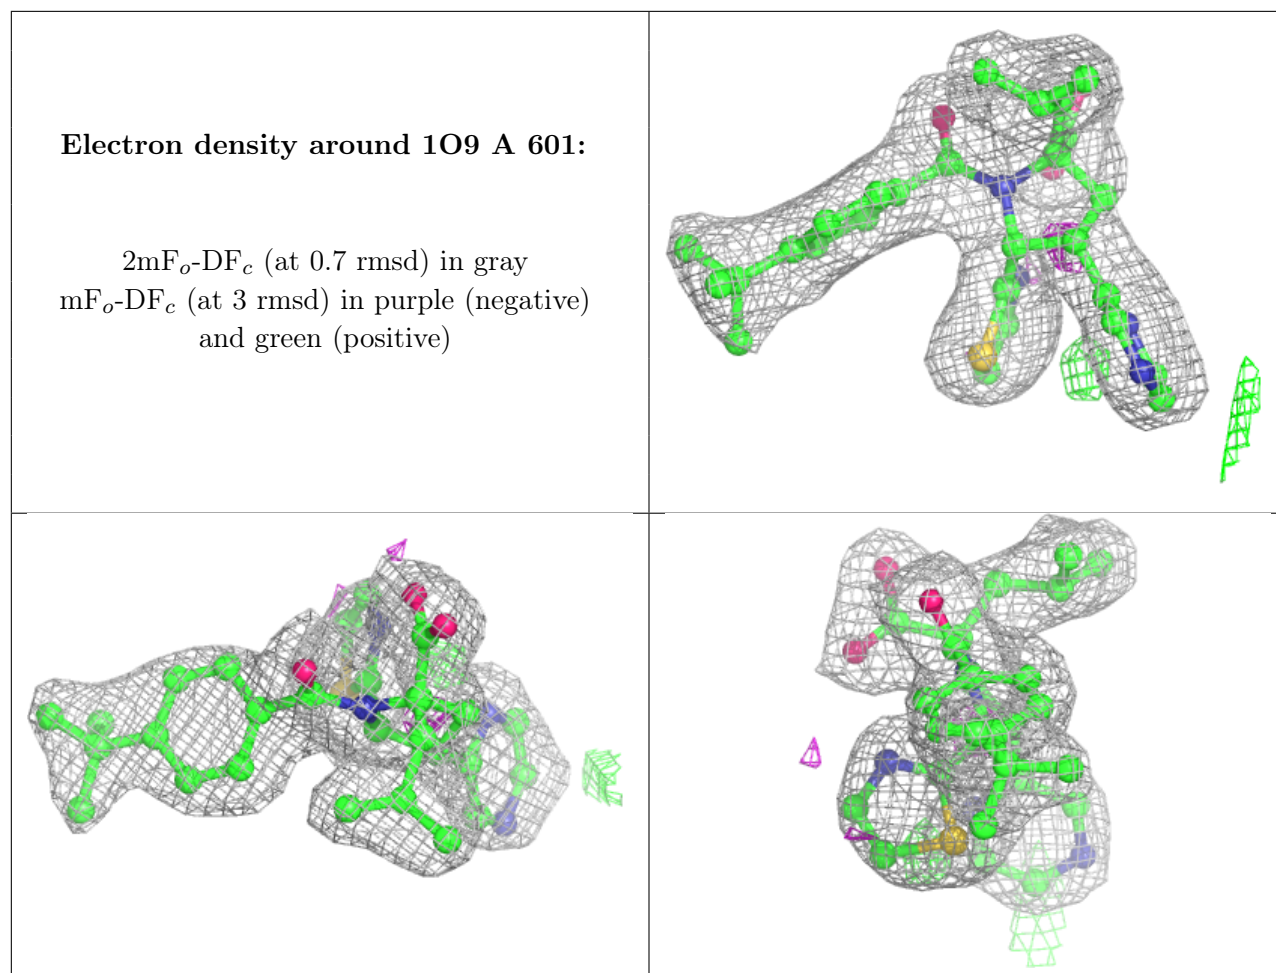 Electron density around 1O9 A 601:
2mFo-DFc (at 0.7 rmsd) in gray
mFo-DFc (at 3 rmsd) in purple (negative)
and green (positive)